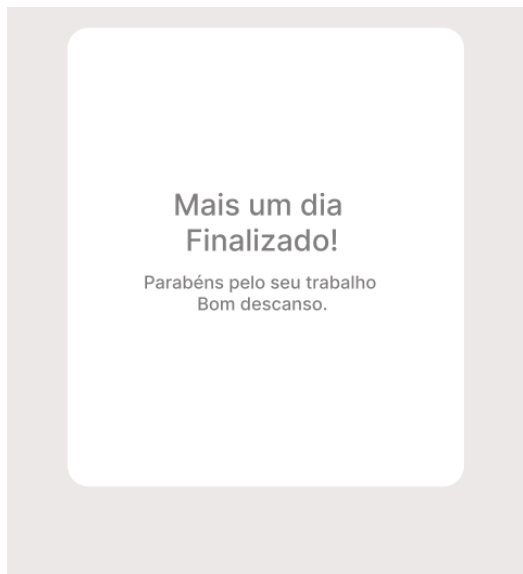 Mais um dia
Finalizado!
Parabéns pelo seu trabalho
Bom descanso.